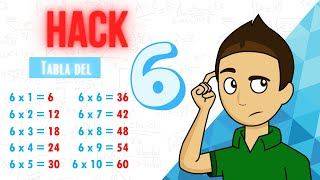 HACK
Tabla del 6
6 x 1 = 6
6 x 2 = 12
6 x 3 = 18
6 x 4 = 24
6 x 5 = 30
6 x 6 = 36
6 x 7 = 42
6 x 8 = 48
6 x 9 = 54
6 x 10 = 60